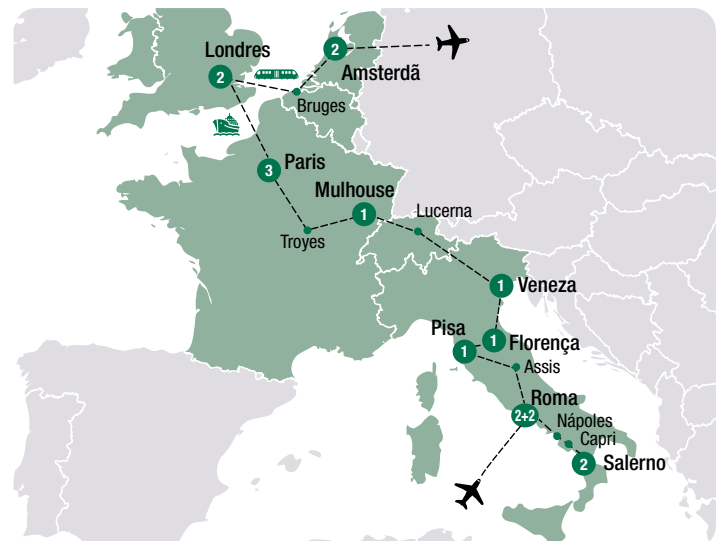 Londres
2
2
Amsterdã
Bruges
3
Paris
Mulhouse
1
Lucerna
Troyes
1
Veneza
Pisa
1
1
Florença
Assis
Roma
2+2
Nápoles
Capri
2
Salerno